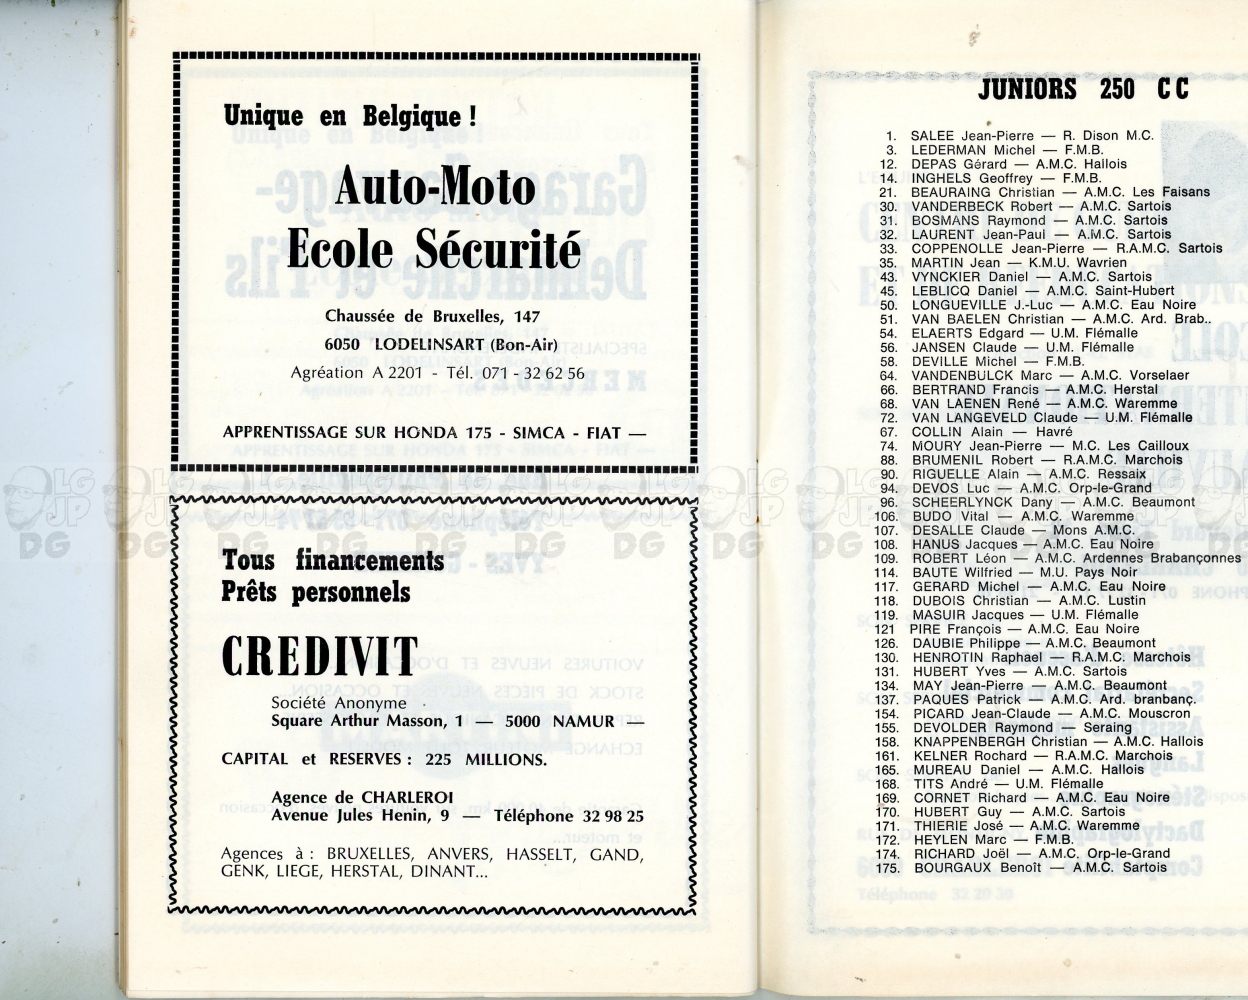 Unique en Belgique !
Auto-Moto
Ecole Sécurité
Chaussée de Bruxelles, 147
6050 LODELINSART (Bon-Air)
Agréation A 2201 - Tél. 071 - 32 62 56
APPRENTISSAGE SUR HONDA 175 - SIMCA - FIAT —
Tous financements
Prêts personnels
CREDIVIT
Société Anonyme
Square Arthur Masson, 1 — 5000 NAMUR —
CAPITAL et RESERVES : 225 MILLIONS.
Agence de CHARLEROI
Avenue Jules Henin, 9 — Téléphone 32 98 25
Agences à : BRUXELLES, ANVERS, HASSELT, GAND,
GENK, LIEGE, HERSTAL, DINANT...
JUNIORS 250 CC
1. SALEE Jean-Pierre — R. Dison M.C.
3. LEDERMAN Michel — F.M.B.
12. DEPAS Gérard — A.M.C. Hallois
14. INGHELS Geoffrey — F.M.B.
21. BEAURAING Christian — A.M.C. Les Faisans
30. VANDERBECK Robert — A.M.C. Sartois
31. BOSMANS Raymond — A.M.C. Sartois
32. LAURENT Jean-Paul — A.M.C. Sartois
33. COPPENOLLE Jean-Pierre — R.A.M.C. Sartois
35. MARTIN Jean — K.M.U. Wavrien
43. VYNCKIER Daniel — A.M.C. Sartois
45. LEBLICQ Daniel — A.M.C. Saint-Hubert
50. LONGUEVILLE J.-Luc — A.M.C. Eau Noire
51. VAN BAELEN Christian — A.M.C. Ard. Brab..
54. ELAERTS Edgard — U.M. Flémalle
56. JANSEN Claude — U.M. Flémalle
58. DEVILLE Michel — F.M.B.
64. VANDENBULCK Marc — A.M.C. Vorselaer
66. BERTRAND Francis — A.M.C. Herstal
68. VAN LAENEN René — A.M.C. Waremme
72. VAN LANGEVELD Claude — U.M. Flémalle
67. COLLIN Alain — Havré
74. MOURY Jean-Pierre — M.C. Les Cailloux
88. BRUMENIL Robert — R.A.M.C. Marchois
90. RIGUELLE Alain — A.M.C. Ressaix
94. DEVOS Luc — A.M.C. Orp-le-Grand
96. SCHEERLYNCK Dany — A.M.C. Beaumont
106. BUDO Vital — A.M.C. Waremme
107. DESALLE Claude — Mons A.M.C.
108. HANUS Jacques — A.M.C. Eau Noire
109. ROBERT Léon — A.M.C. Ardennes Brabançonnes
114. BAUTE Wilfried — M.U. Pays Noir
117. GERARD Michel — A.M.C. Eau Noire
118. DUBOIS Christian — A.M.C. Lustin
119. MASUIR Jacques — U.M. Flémalle
121 PIRE François — A.M.C. Eau Noire
126. DAUBIE Philippe — A.M.C. Beaumont
130. HENROTIN Raphael — R.A.M.C. Marchois
131. HUBERT Yves — A.M.C. Sartois
134. MAY Jean-Pierre — A.M.C. Beaumont
137. PAQUES Patrick — A.M.C. Ard. branbanç.
154. PICARD Jean-Claude — A.M.C. Mouscron
155. DEVOLDER Raymond — Seraing
158. KNAPPENBERGH Christian — A.M.C. Hallois
161. KELNER Rochard — R.A.M.C. Marchois
165. MUREAU Daniel — A.M.C. Hallois
168. TITS André — U.M. Flémalle
169. CORNET Richard — A.M.C. Eau Noire
170. HUBERT Guy — A.M.C. Sartois
171. THIERIE José — A.M.C. Waremme
172. HEYLEN Marc — F.M.B.
174. RICHARD Joël — A.M.C. Orp-le-Grand
175. BOURGAUX Benoît — A.M.C. Sartois